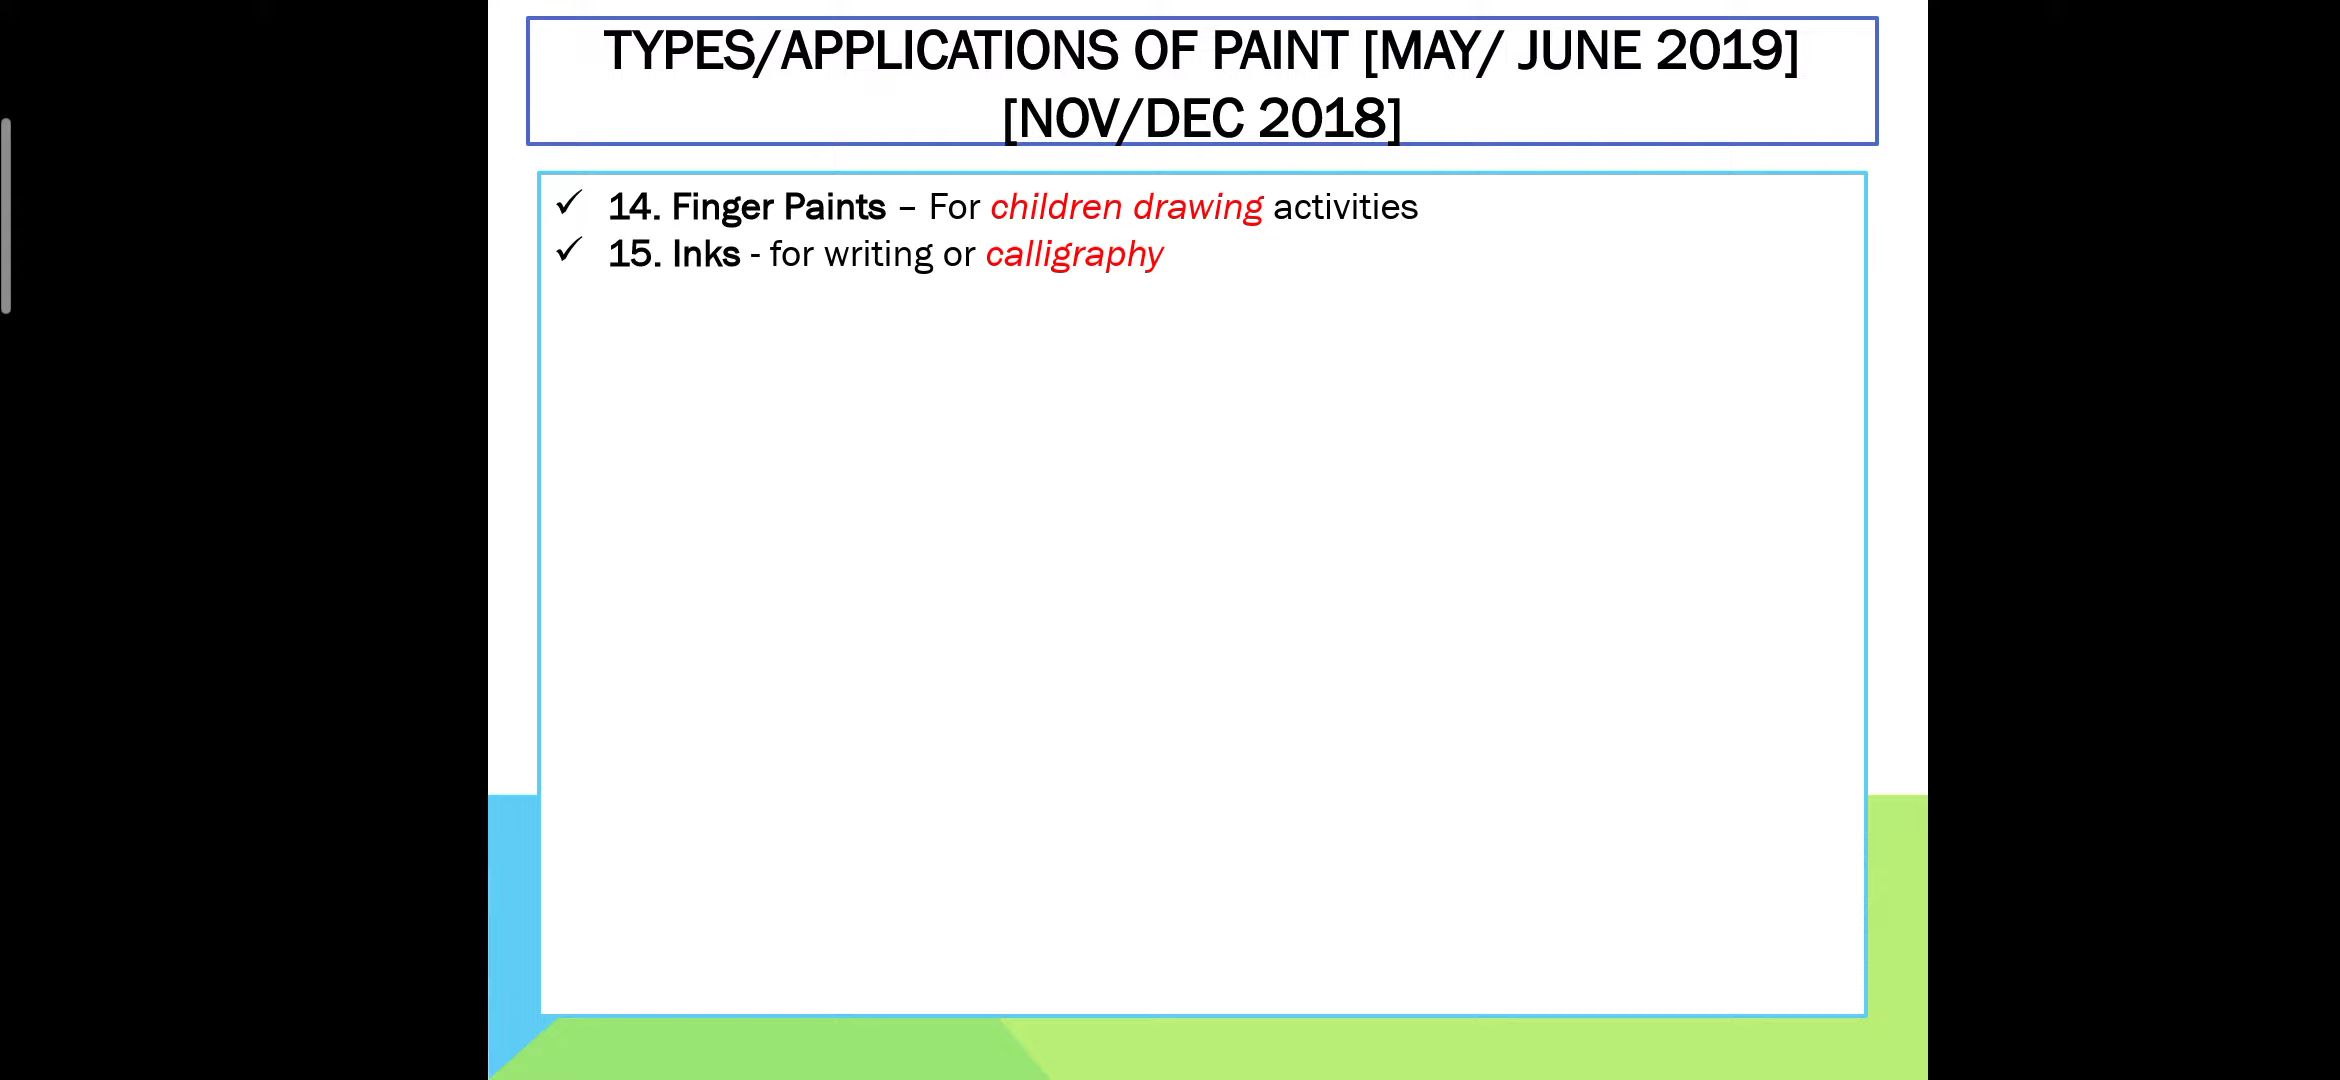 TYPES/APPLICATIONS OF PAINT [MAY/ JUNE 2019]
[NOV/DEC 2018]
✓ 14. Finger Paints – For children drawing activities
✓ 15. Inks - for writing or calligraphy